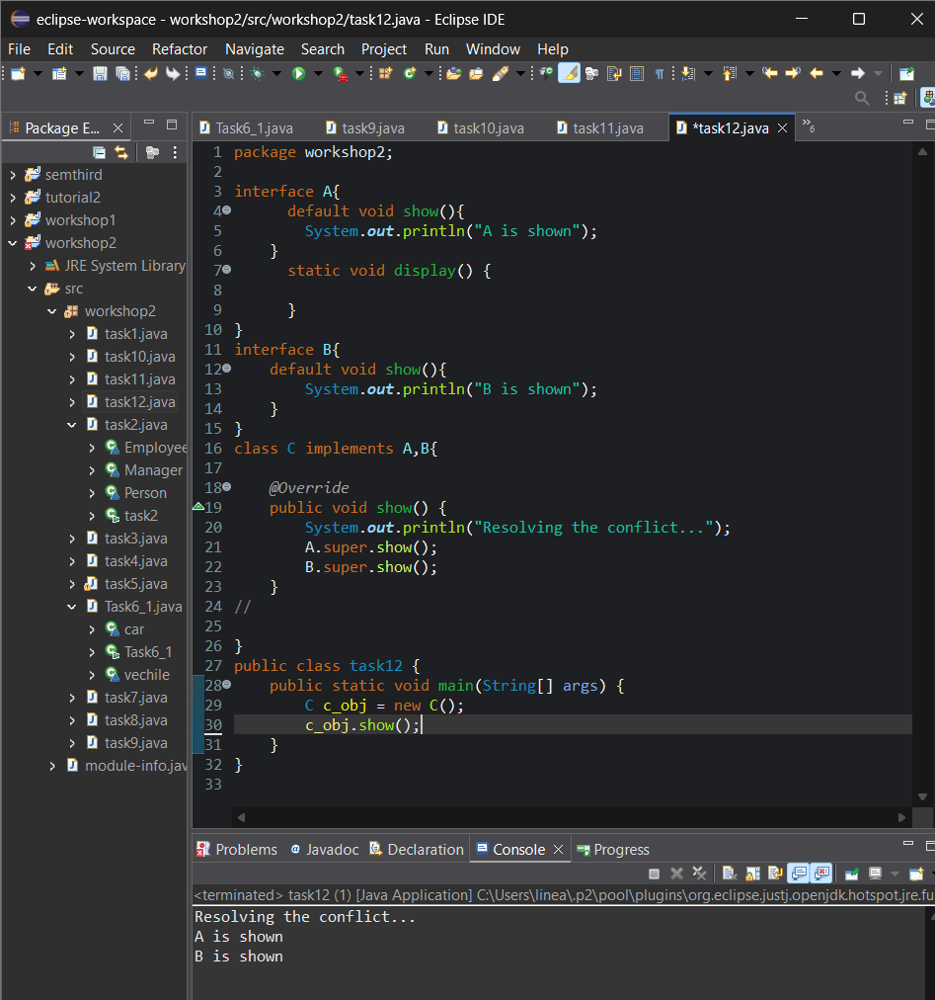 eclipse-workspace - workshop2/src/workshop2/task12.java - Eclipse IDE
File Edit Source Refactor Navigate Search Project Run Window Help
Package E...
semthird
tutorial2
workshop1
workshop2
JRE System Library
src
workshop2
task1.java
task10.java
task11.java
task12.java
task2.java
Employee
Manager
Person
task2
task3.java
task4.java
task5.java
Task6_1.java
car
Task6_1
vechile
task7.java
task8.java
task9.java
module-info.jav
Task6_1.java task9.java task10.java task11.java *task12.java »6
1 package workshop2;
2
3 interface A{
4 default void show(){
5 System.out.println("A is shown");
6 }
7 static void display() {
8
9 }
10 }
11 interface B{
12 default void show(){
13 System.out.println("B is shown");
14 }
15 }
16 class C implements A,B{
17
18 @Override
19 public void show() {
20 System.out.println("Resolving the conflict...");
21 A.super.show();
22 B.super.show();
23 }
24 //
25
26 }
27 public class task12 {
28 public static void main(String[] args) {
29 C c_obj = new C();
30 c_obj.show();
31 }
32 }
33
Problems Javadoc Declaration Console Progress
<terminated> task12 (1) [Java Application] C:\Users\linea\.p2\pool\plugins\org.eclipse.justj.openjdk.hotspot.jre.fu
Resolving the conflict...
A is shown
B is shown